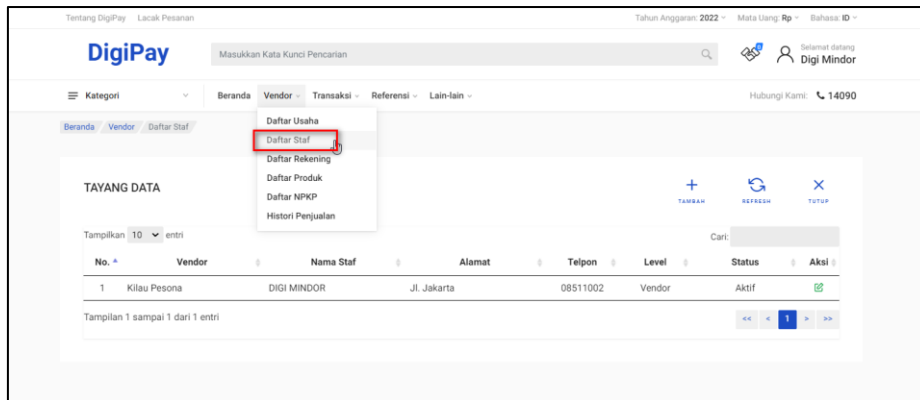 Tentang DigiPay Lacak Pesanan Tahun Anggaran: 2022 Mata Uang: Rp Bahasa: ID
DigiPay Masukkan Kata Kunci Pencarian 0 Selamat datang
Digi Mindor
Kategori Beranda Vendor Transaksi Referensi Lain-lain Hubungi Kami: 14090
Beranda / Vendor / Daftar Staf
Daftar Usaha
Daftar Staf
Daftar Rekening
Daftar Produk
Daftar NPKP
Histori Penjualan
TAYANG DATA TAMBAH REFRESH TUTUP
Tampilkan 10 entri Cari:
No. Vendor Nama Staf Alamat Telpon Level Status Aksi
1 Kilau Pesona DIGI MINDOR Jl. Jakarta 08511002 Vendor Aktif
Tampilan 1 sampai 1 dari 1 entri << < 1 > >>